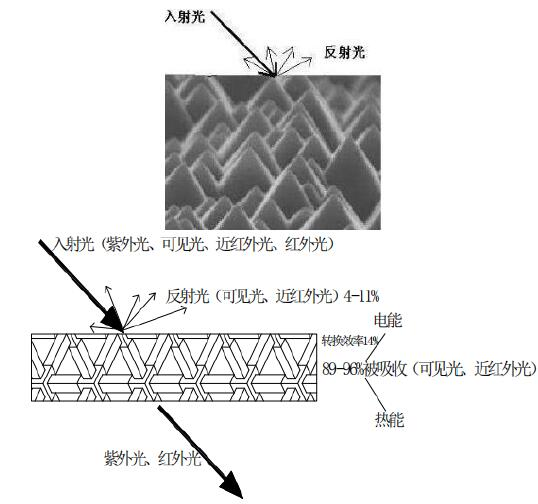 入射光
反射光
入射光（紫外光、可见光、近红外光、红外光）
反射光（可见光、近红外光）4-11%
电能
转换效率14%
89-96%被吸收（可见光、近红外光）
热能
紫外光、红外光